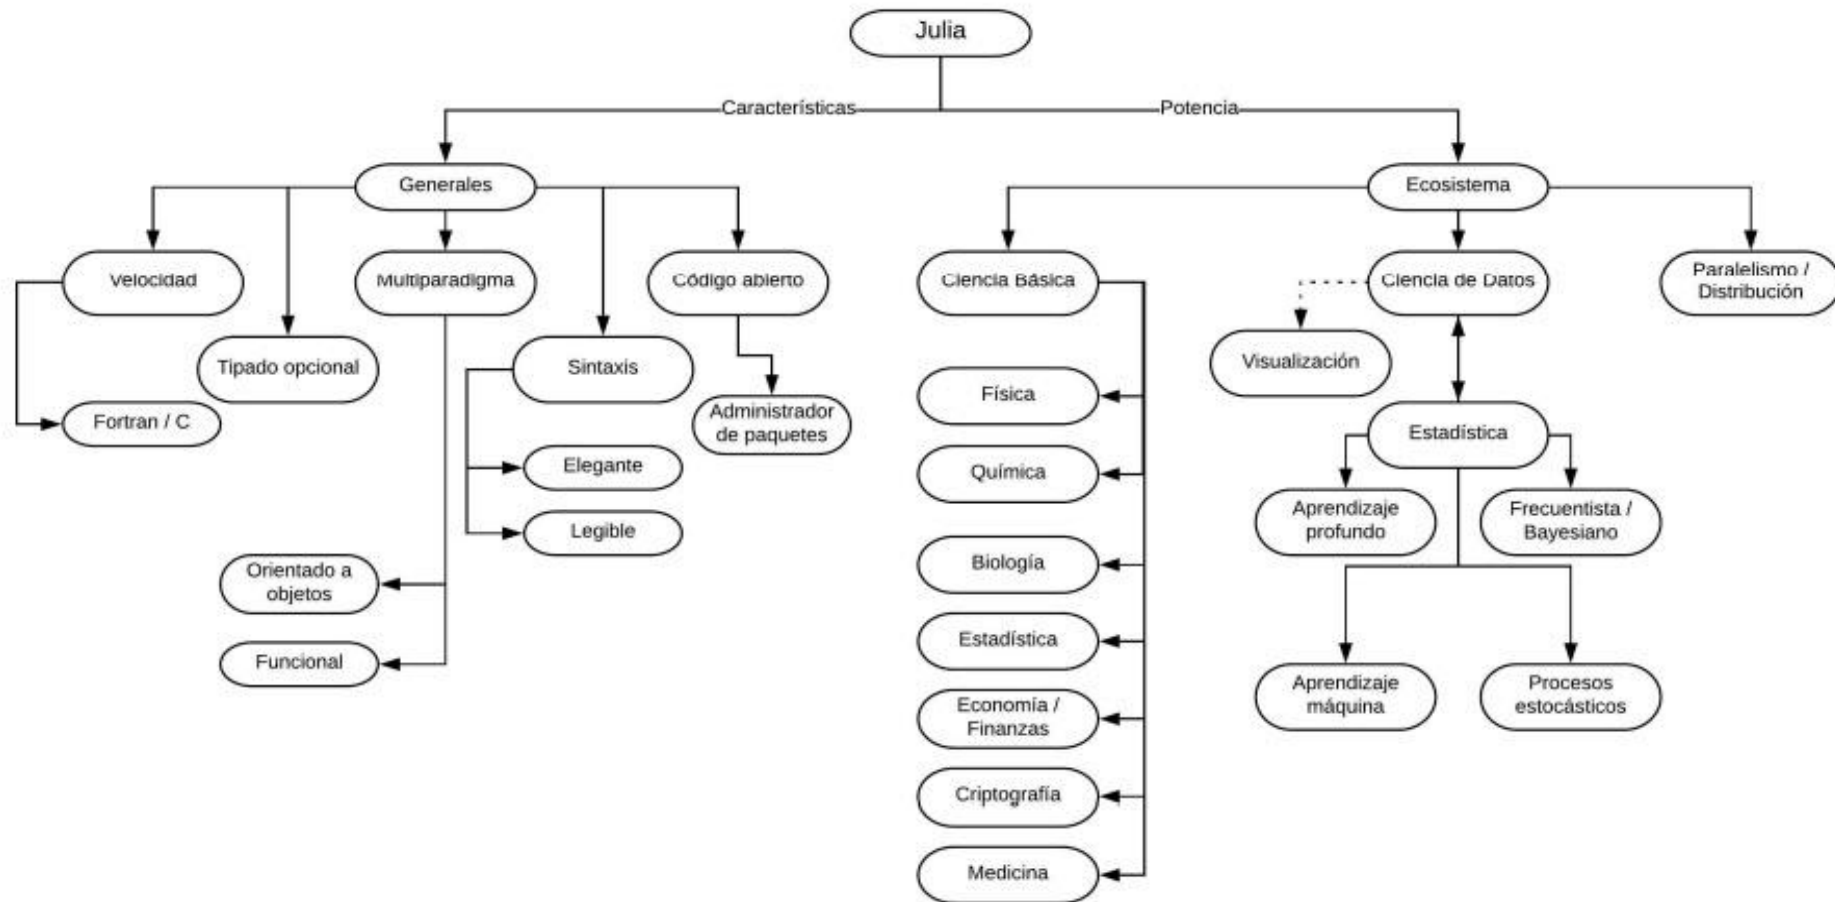 Julia
Características
Potencia
Generales
Ecosistema
Velocidad
Multiparadigma
Código abierto
Ciencia Básica
Ciencia de Datos
Paralelismo /
Distribución
Tipado opcional
Sintaxis
Visualización
Fortran / C
Administrador
de paquetes
Física
Estadística
Elegante
Química
Legible
Aprendizaje
profundo
Frecuentista /
Bayesiano
Orientado a
objetos
Biología
Funcional
Estadística
Aprendizaje
máquina
Procesos
estocásticos
Economía /
Finanzas
Criptografía
Medicina